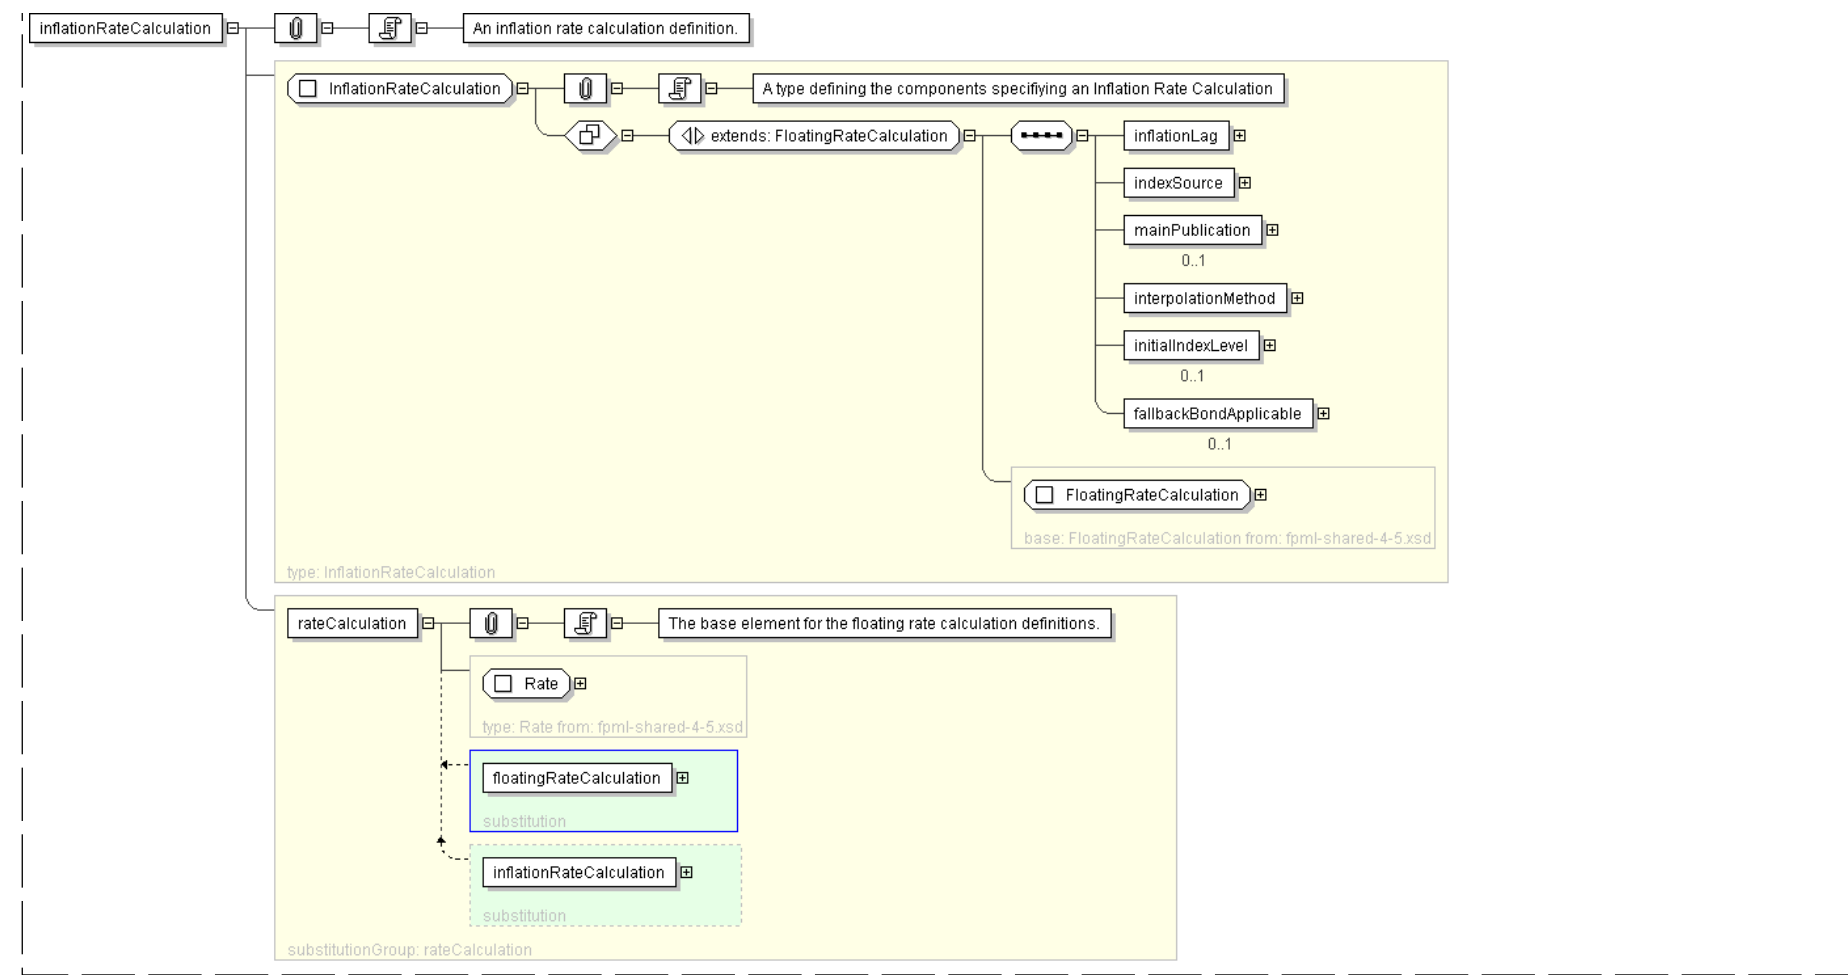 inflationRateCalculation
An inflation rate calculation definition.
InflationRateCalculation
A type defining the components specifiying an Inflation Rate Calculation
extends: FloatingRateCalculation
inflationLag
indexSource
mainPublication
0..1
interpolationMethod
initialIndexLevel
0..1
fallbackBondApplicable
0..1
FloatingRateCalculation
base: FloatingRateCalculation from: fpml-shared-4-5.xsd
type: InflationRateCalculation
rateCalculation
The base element for the floating rate calculation definitions.
Rate
type: Rate from: fpml-shared-4-5.xsd
floatingRateCalculation
substitution
inflationRateCalculation
substitution
substitutionGroup: rateCalculation